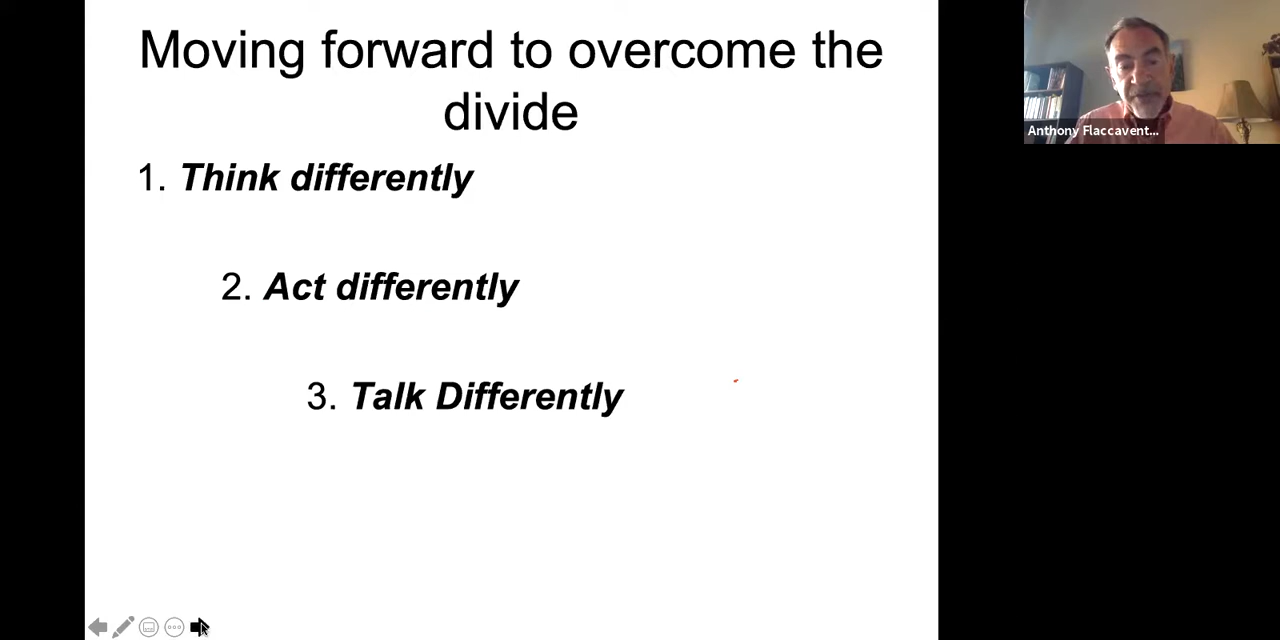 Moving forward to overcome the
divide
1. Think differently
2. Act differently
3. Talk Differently
Anthony Flaccavent...